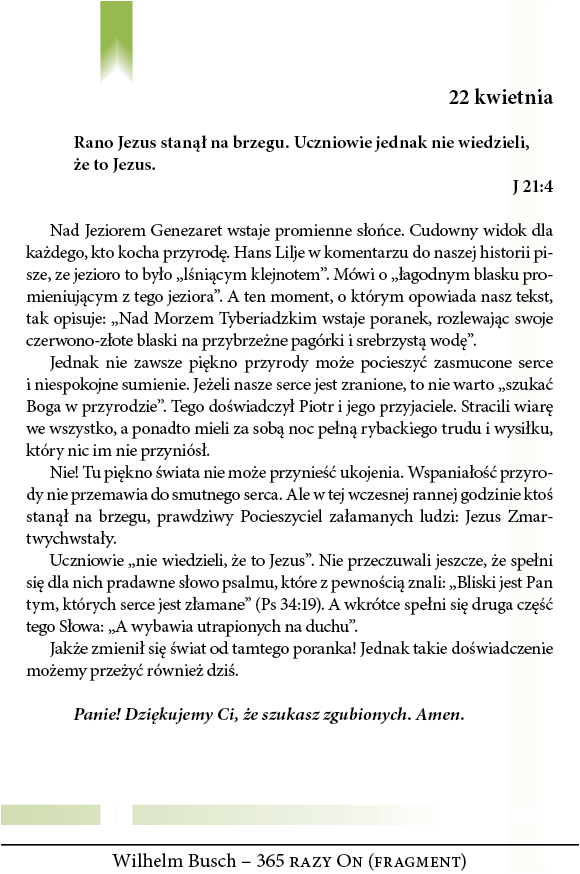 22 kwietnia
Rano Jezus stanął na brzegu. Uczniowie jednak nie wiedzieli,
że to Jezus.
J 21:4
Nad Jeziorem Genezaret wstaje promienne słońce. Cudowny widok dla
każdego, kto kocha przyrodę. Hans Lilje w komentarzu do naszej historii pi-
sze, ze jezioro to było „lśniącym klejnotem”. Mówi o „łagodnym blasku pro-
mieniującym z tego jeziora”. A ten moment, o którym opowiada nasz tekst,
tak opisuje: „Nad Morzem Tyberiadzkim wstaje poranek, rozlewając swoje
czerwono-złote blaski na przybrzeżne pagórki i srebrzystą wodę”.
Jednak nie zawsze piękno przyrody może pocieszyć zasmucone serce
i niespokojne sumienie. Jeżeli nasze serce jest zranione, to nie warto „szukać
Boga w przyrodzie”. Tego doświadczył Piotr i jego przyjaciele. Stracili wiarę
we wszystko, a ponadto mieli za sobą noc pełną rybackiego trudu i wysiłku,
który nic im nie przyniósł.
Nie! Tu piękno świata nie może przynieść ukojenia. Wspaniałość przyro-
dy nie przemawia do smutnego serca. Ale w tej wczesnej rannej godzinie ktoś
stanął na brzegu, prawdziwy Pocieszyciel załamanych ludzi: Jezus Zmar-
twychwstały.
Uczniowie „nie wiedzieli, że to Jezus”. Nie przeczuwali jeszcze, że spełni
się dla nich pradawne słowo psalmu, które z pewnością znali: „Bliski jest Pan
tym, których serce jest złamane” (Ps 34:19). A wkrótce spełni się druga część
tego Słowa: „A wybawia utrapionych na duchu”.
Jakże zmienił się świat od tamtego poranka! Jednak takie doświadczenie
możemy przeżyć również dziś.
Panie! Dziękujemy Ci, że szukasz zgubionych. Amen.
Wilhelm Busch – 365 razy On (fragment)